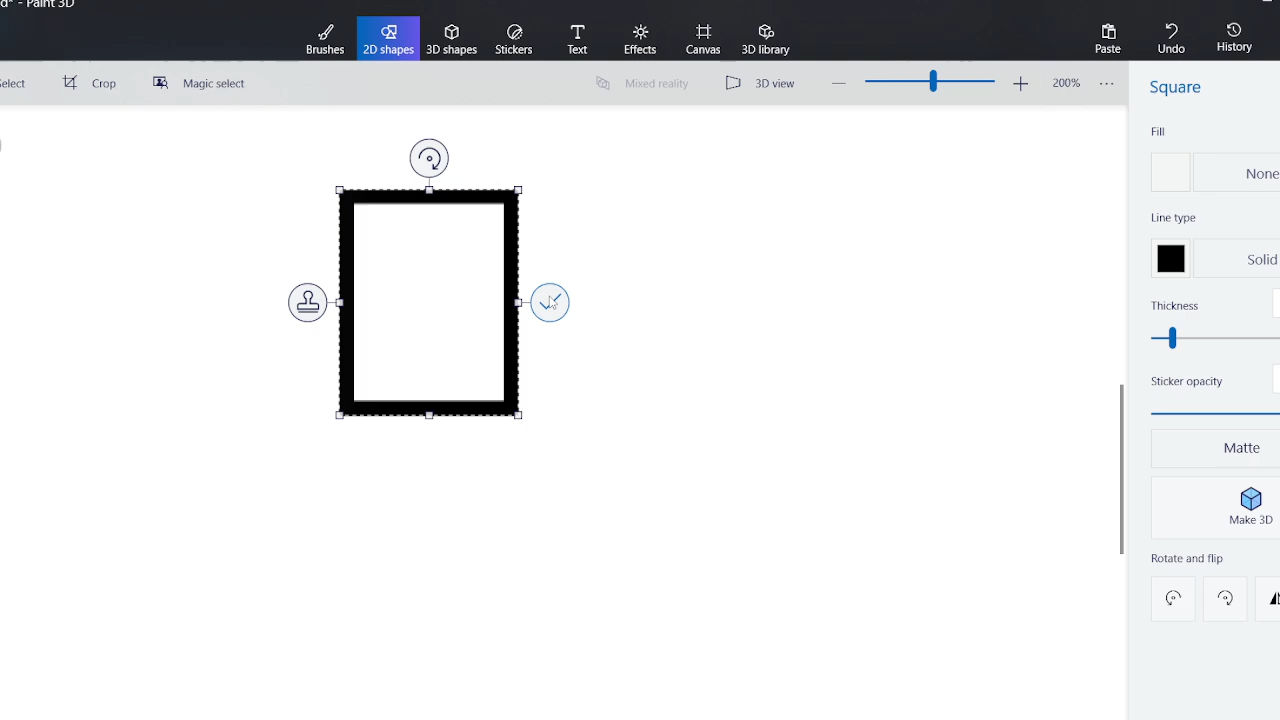 d* - Paint 3D
Brushes 2D shapes 3D shapes Stickers Text Effects Canvas 3D library Paste Undo History
elect Crop Magic select Mixed reality 3D view 200%
Square
Fill
None
Line type
Solid
Thickness
Sticker opacity
Matte
Make 3D
Rotate and flip